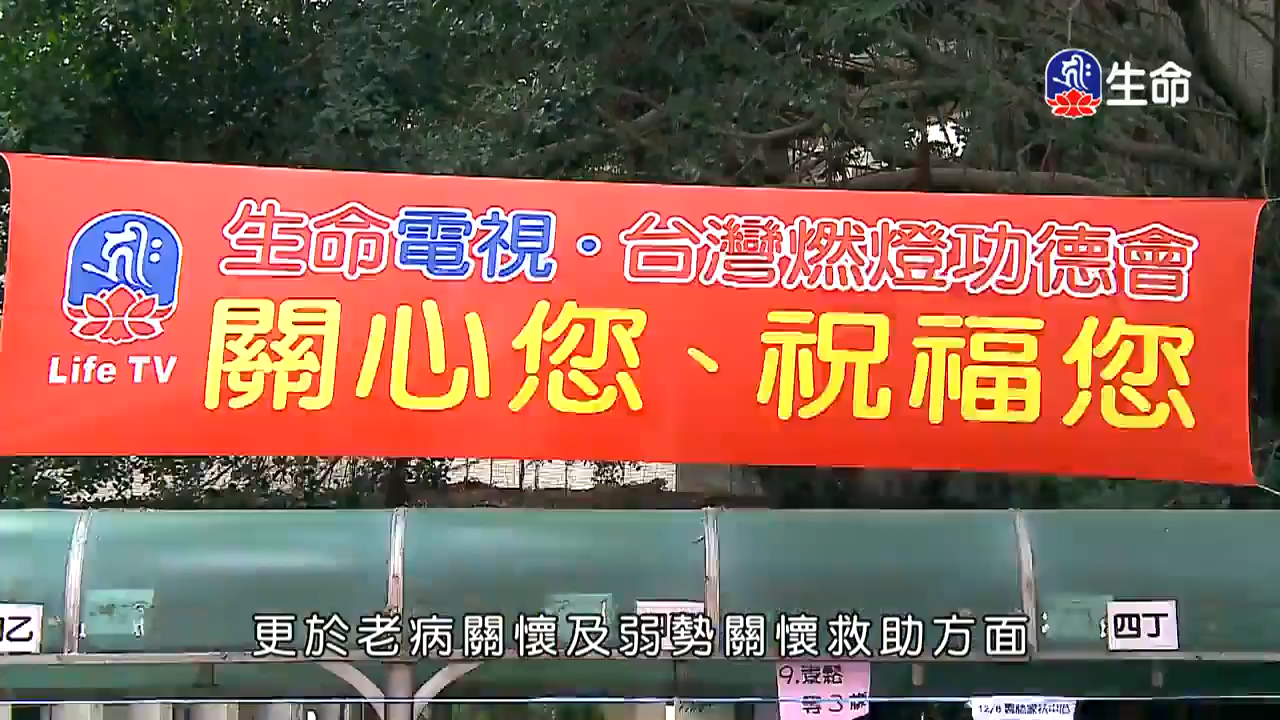 生命
生命電視·台灣燃燈功德會
關心您、祝福您
Life TV
更於老病關懷及弱勢關懷救助方面
四丁